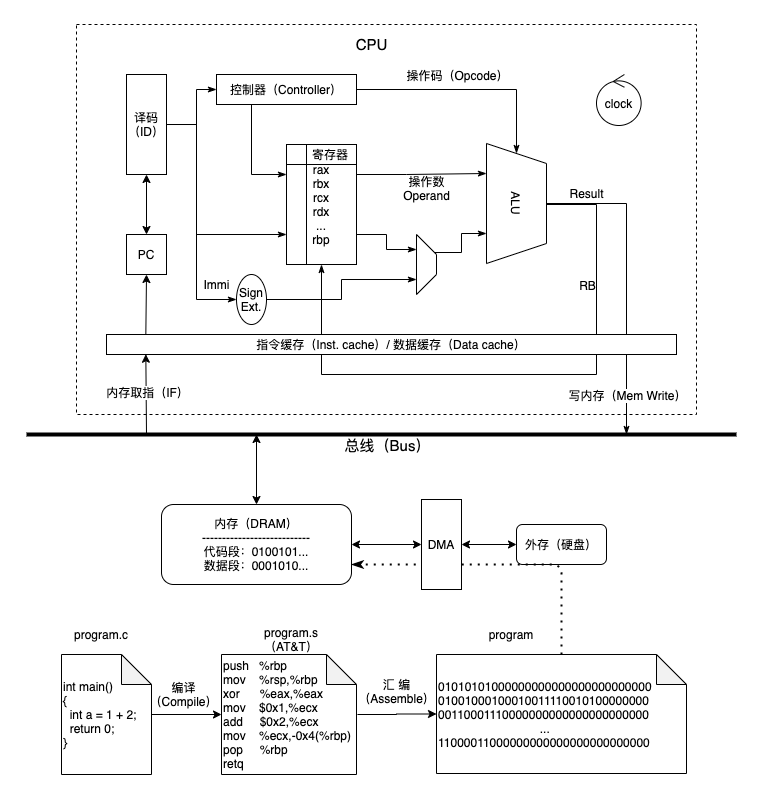 CPU
控制器（Controller）
操作码（Opcode）
clock
译码
（ID）
寄存器
rax
rbx
rcx
rdx
...
rbp
操作数
Operand
ALU
Result
PC
Immi
Sign
Ext.
RB
指令缓存（Inst. cache）/ 数据缓存（Data cache）
内存取指（IF）
写内存（Mem Write）
总线（Bus）
内存（DRAM）
----------------------------
代码段：0100101...
数据段：0001010...
DMA
外存（硬盘）
program.c
int main()
{
int a = 1 + 2;
return 0;
}
编译
(Compile)
program.s
（AT&T）
push %rbp
mov %rsp,%rbp
xor %eax,%eax
mov $0x1,%ecx
add $0x2,%ecx
mov %ecx,-0x4(%rbp)
pop %rbp
retq
汇 编
(Assemble)
program
01010101000000000000000000000000
01001000100010011110010100000000
00110001110000000000000000000000
...
11000011000000000000000000000000